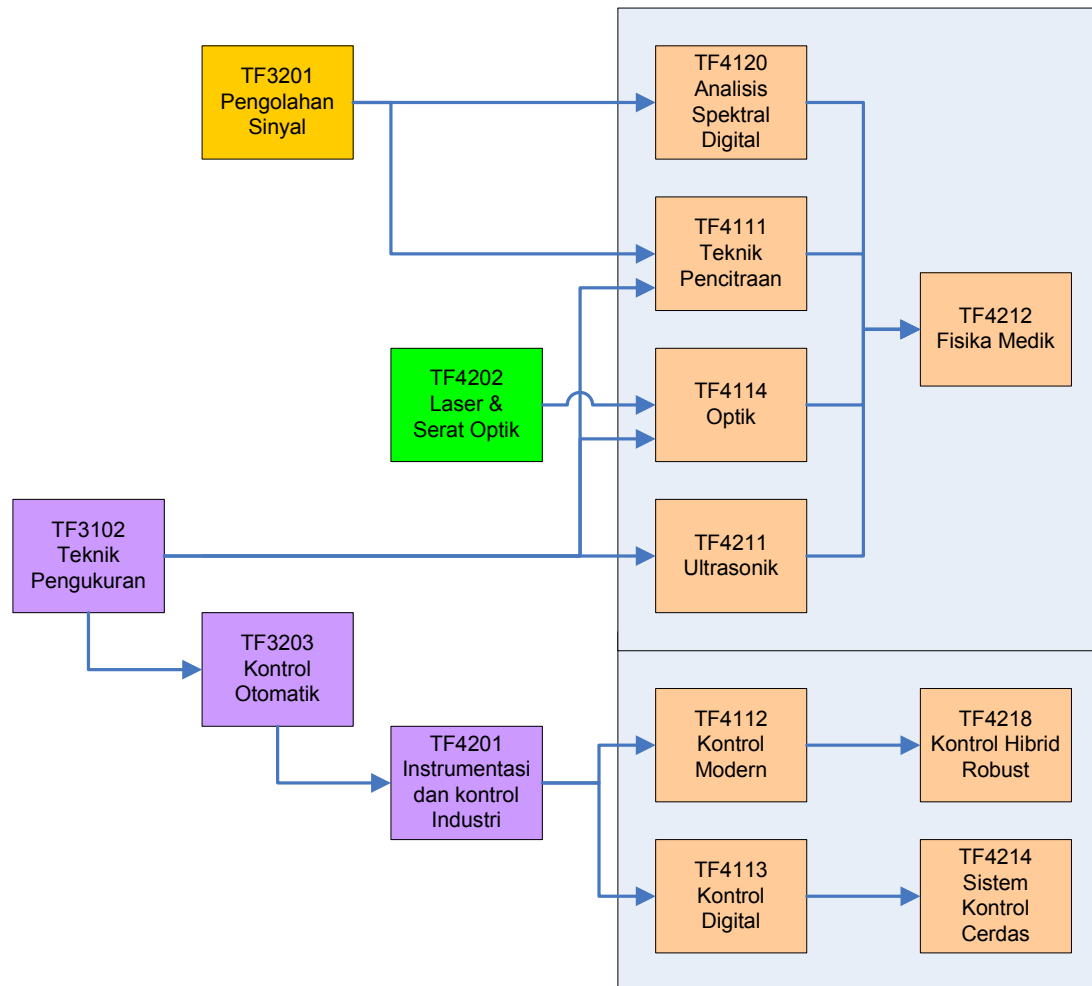 TF3201
Pengolahan
Sinyal
TF4120
Analisis
Spektral
Digital
TF4111
Teknik
Pencitraan
TF4212
Fisika Medik
TF4202
Laser &
Serat Optik
TF4114
Optik
TF3102
Teknik
Pengukuran
TF4211
Ultrasonik
TF3203
Kontrol
Otomatik
TF4201
Instrumentasi
dan kontrol
Industri
TF4112
Kontrol
Modern
TF4218
Kontrol Hibrid
Robust
TF4113
Kontrol
Digital
TF4214
Sistem
Kontrol
Cerdas